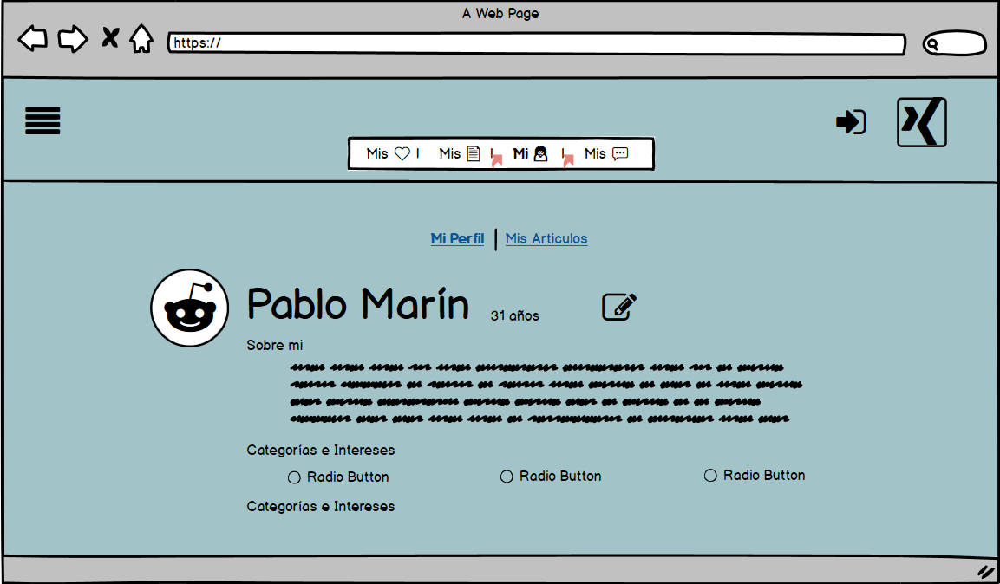 A Web Page
https://
Mis | Mis | Mi | Mis
Mi Perfil | Mis Articulos
Pablo Marín 31 años
Sobre mi
Categorías e Intereses
Radio Button Radio Button Radio Button
Categorías e Intereses